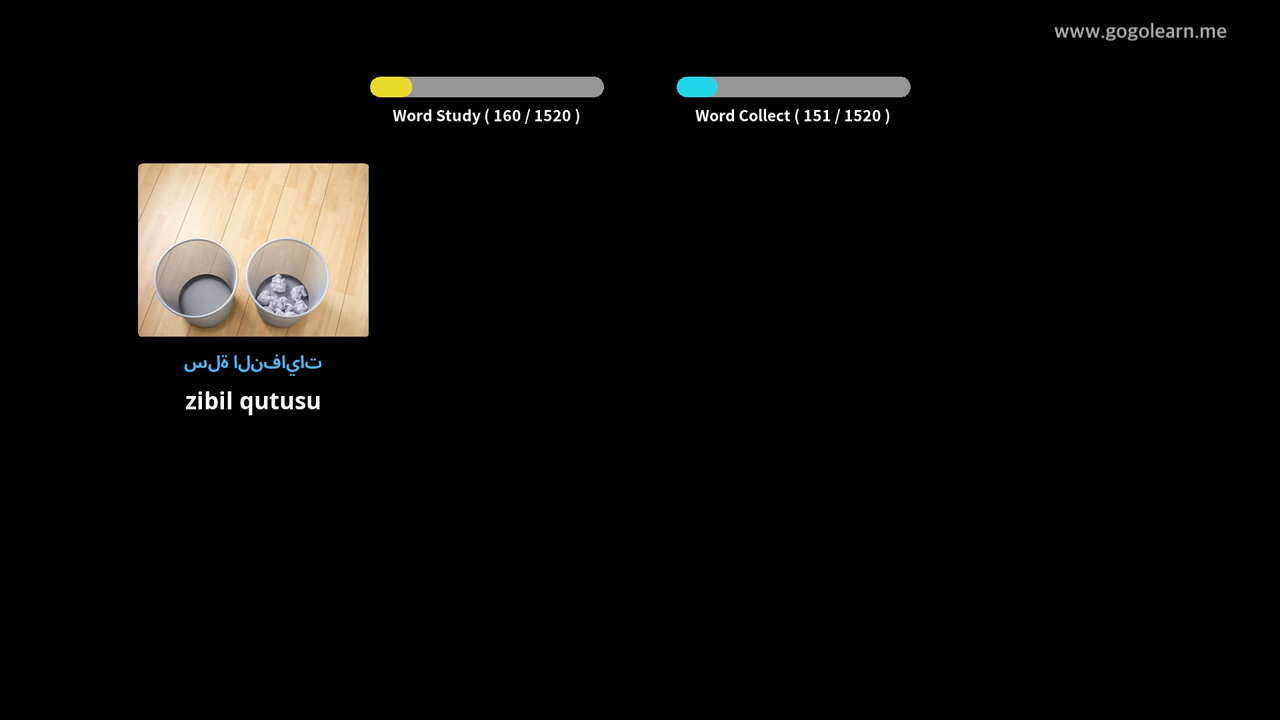 www.gogolearn.me
Word Study ( 160 / 1520 )
Word Collect ( 151 / 1520 )
سلة النفايات
zibil qutusu